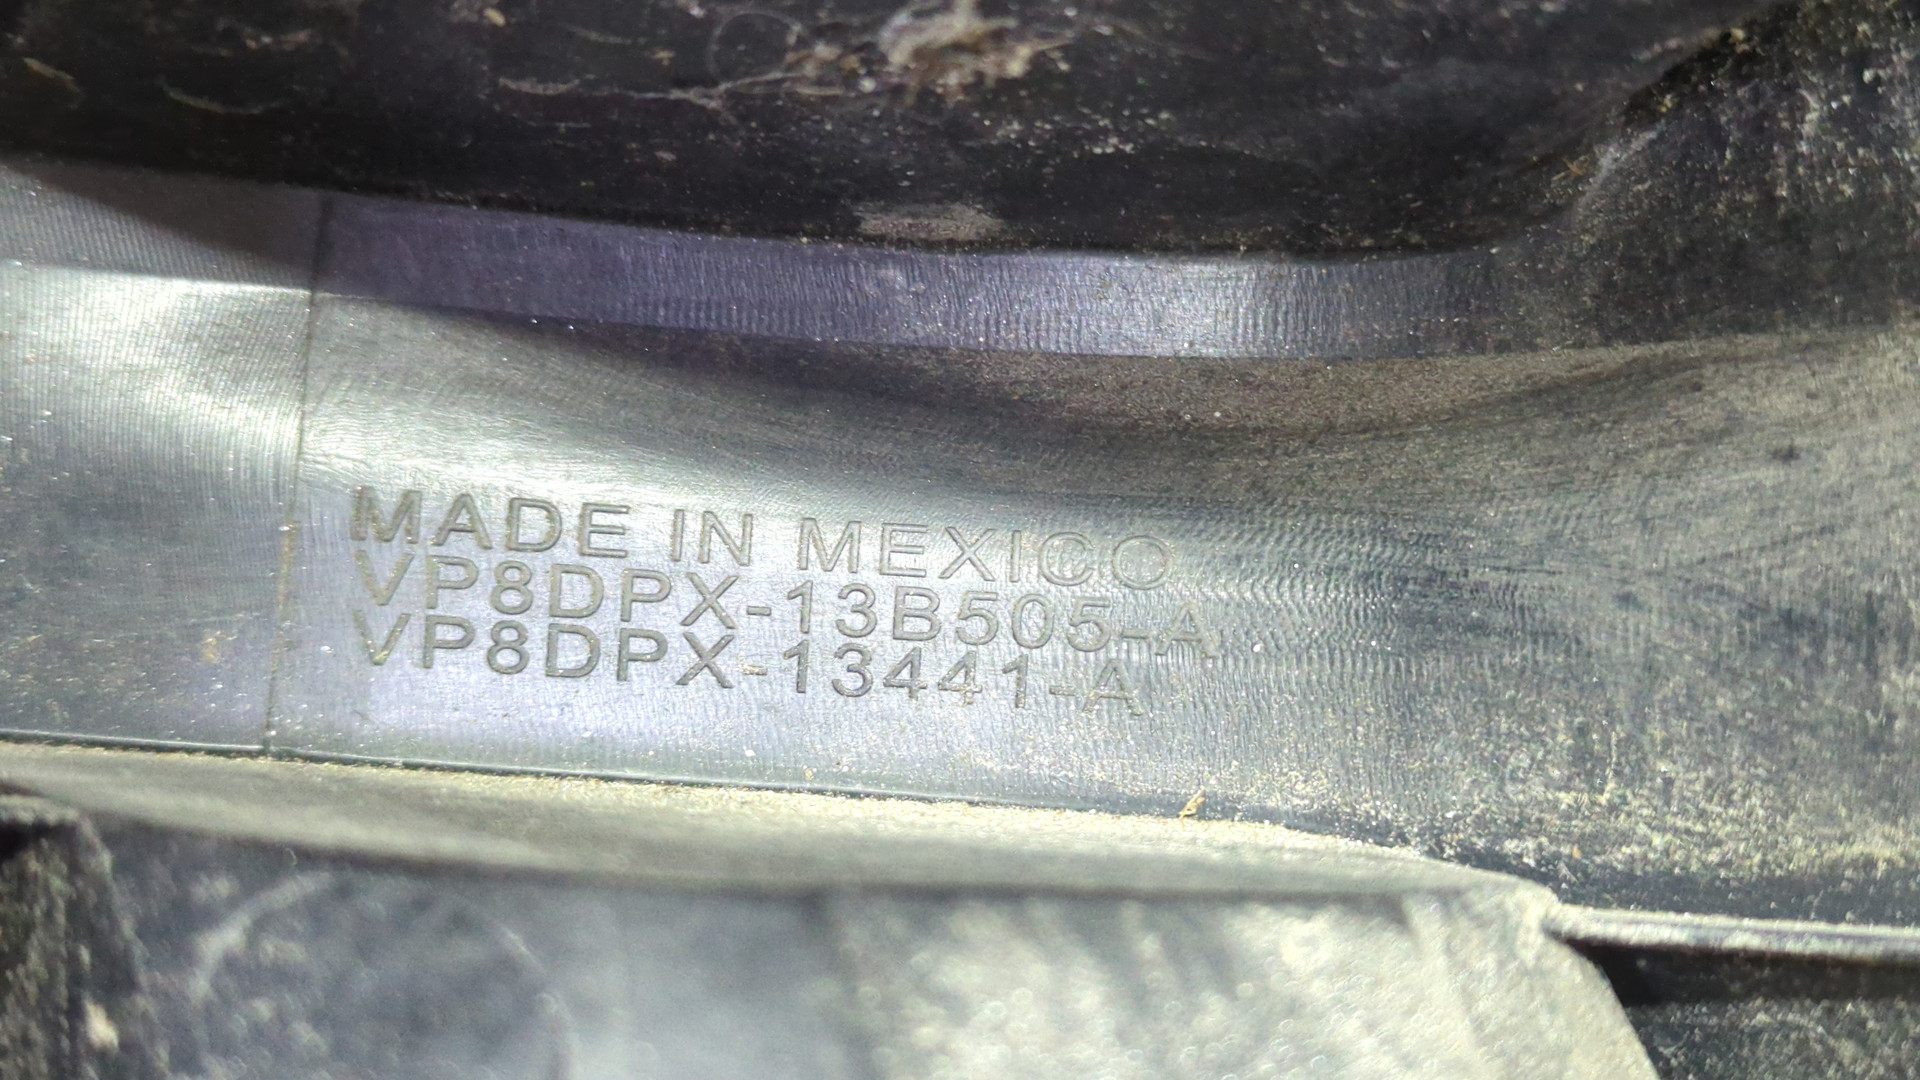 MADE IN MEXICO
VP8DPX-13B505-A
VP8DPX-13441-A